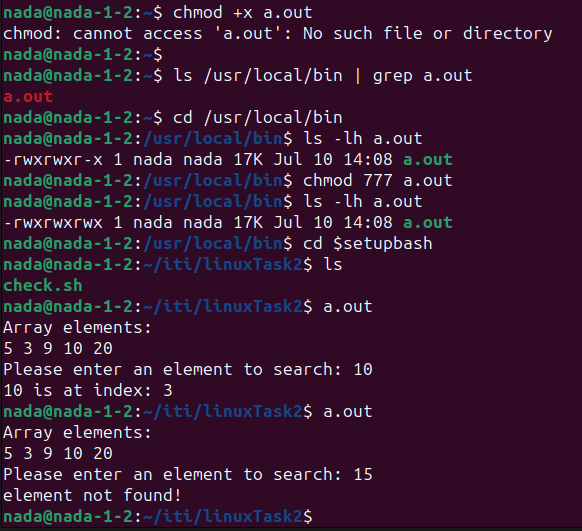 nada@nada-1-2:~$ chmod +x a.out
chmod: cannot access 'a.out': No such file or directory
nada@nada-1-2:~$
nada@nada-1-2:~$ ls /usr/local/bin | grep a.out
a.out
nada@nada-1-2:~$ cd /usr/local/bin
nada@nada-1-2:/usr/local/bin$ ls -lh a.out
-rwxrwxr-x 1 nada nada 17K Jul 10 14:08 a.out
nada@nada-1-2:/usr/local/bin$ chmod 777 a.out
nada@nada-1-2:/usr/local/bin$ ls -lh a.out
-rwxrwxrwx 1 nada nada 17K Jul 10 14:08 a.out
nada@nada-1-2:/usr/local/bin$ cd $setupbash
nada@nada-1-2:~/iti/linuxTask2$ ls
check.sh
nada@nada-1-2:~/iti/linuxTask2$ a.out
Array elements:
5 3 9 10 20
Please enter an element to search: 10
10 is at index: 3
nada@nada-1-2:~/iti/linuxTask2$ a.out
Array elements:
5 3 9 10 20
Please enter an element to search: 15
element not found!
nada@nada-1-2:~/iti/linuxTask2$